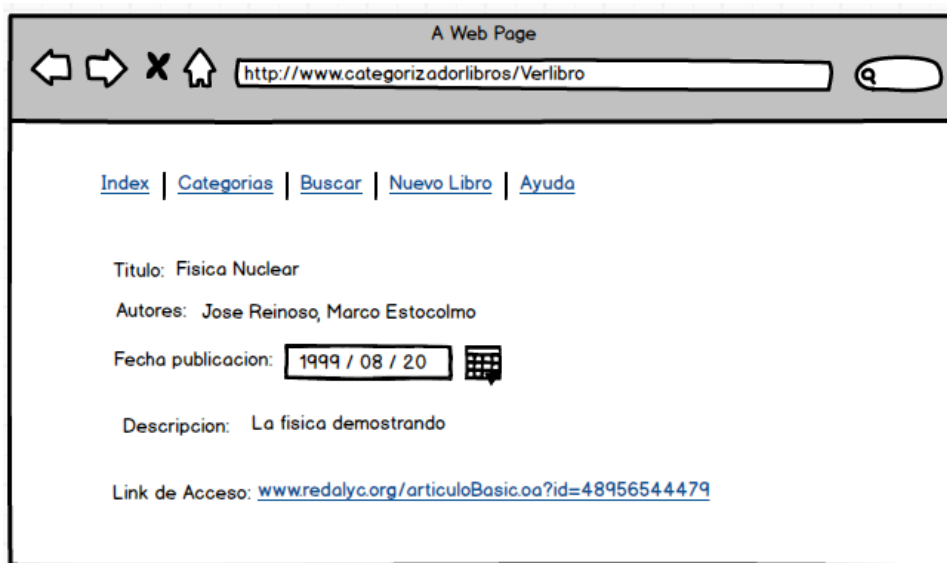 A Web Page
http://www.categorizadorlibros/Verlibro
Index | Categorias | Buscar | Nuevo Libro | Ayuda
Titulo: Fisica Nuclear
Autores: Jose Reinoso, Marco Estocolmo
Fecha publicacion: 1999 / 08 / 20
Descripcion: La fisica demostrando
Link de Acceso: www.redalyc.org/articuloBasic.oa?id=48956544479